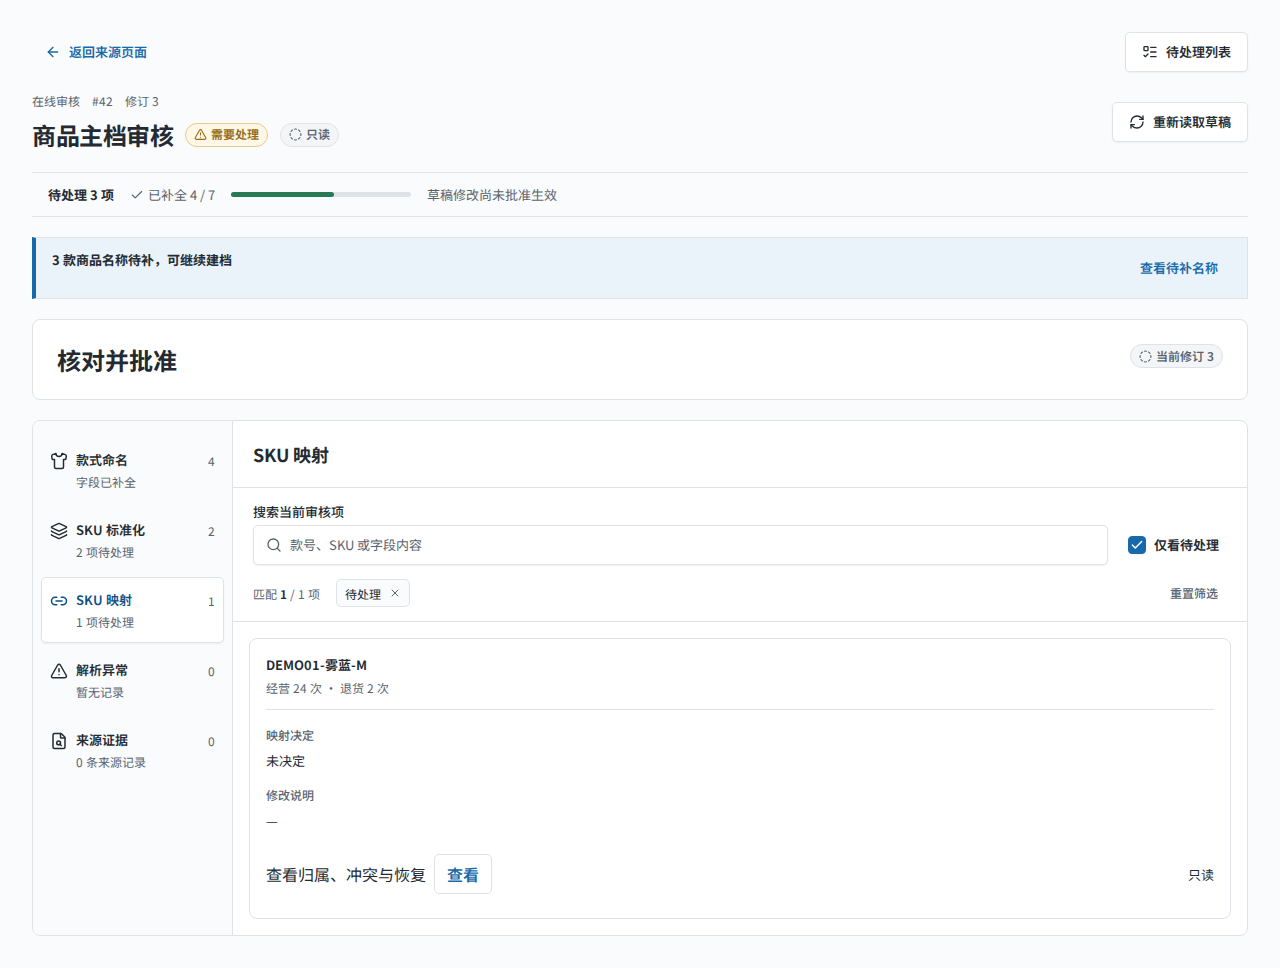 返回来源页面
待处理列表
在线审核 #42 修订 3
商品主档审核 需要处理 只读
重新读取草稿
待处理 3 项 已补全 4 / 7 草稿修改尚未批准生效
3 款商品名称待补，可继续建档
查看待补名称
核对并批准
当前修订 3
款式命名 4
字段已补全
SKU 标准化 2
2 项待处理
SKU 映射 1
1 项待处理
解析异常 0
暂无记录
来源证据 0
0 条来源记录
SKU 映射
搜索当前审核项
款号、SKU 或字段内容
仅看待处理
匹配 1 / 1 项 待处理 ×
重置筛选
DEMO01-雾蓝-M
经营 24 次 • 退货 2 次
映射决定
未决定
修改说明
—
查看归属、冲突与恢复 查看
只读